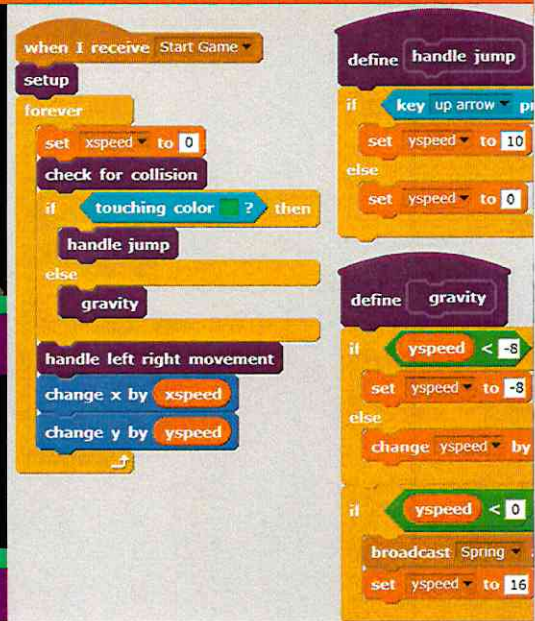 when I receive Start Game
setup
forever
set xspeed to 0
check for collision
if touching color ? then
handle jump
else
gravity
handle left right movement
change x by xspeed
change y by yspeed
define handle jump
if key up arrow
set yspeed to 10
else
set yspeed to 0
define gravity
if yspeed < -8
set yspeed to -8
else
change yspeed by
if yspeed < 0
broadcast Spring
set yspeed to 16